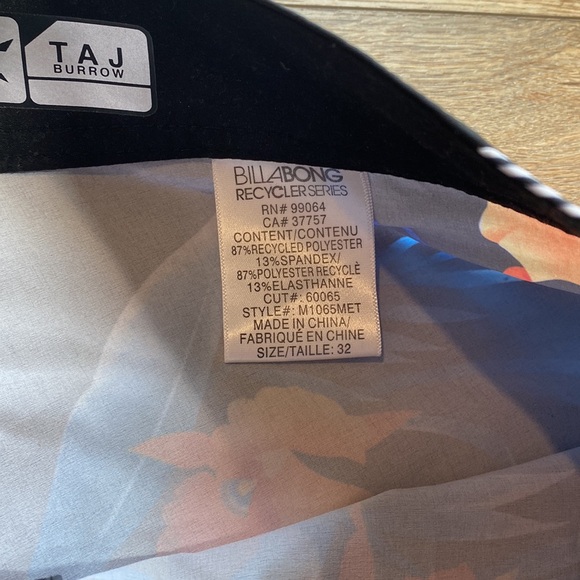 TAJ
BURROW
BILLABONG
RECYCLER SERIES
RN# 99064
CA# 37757
CONTENT/CONTENU
87%RECYCLED POLYESTER
13%SPANDEX/
87%POLYESTER RECYCLÈ
13%ELASTHANNE
CUT#: 60065
STYLE#: M1065MET
MADE IN CHINA/
FABRIQUÉ EN CHINE
SIZE/TAILLE: 32